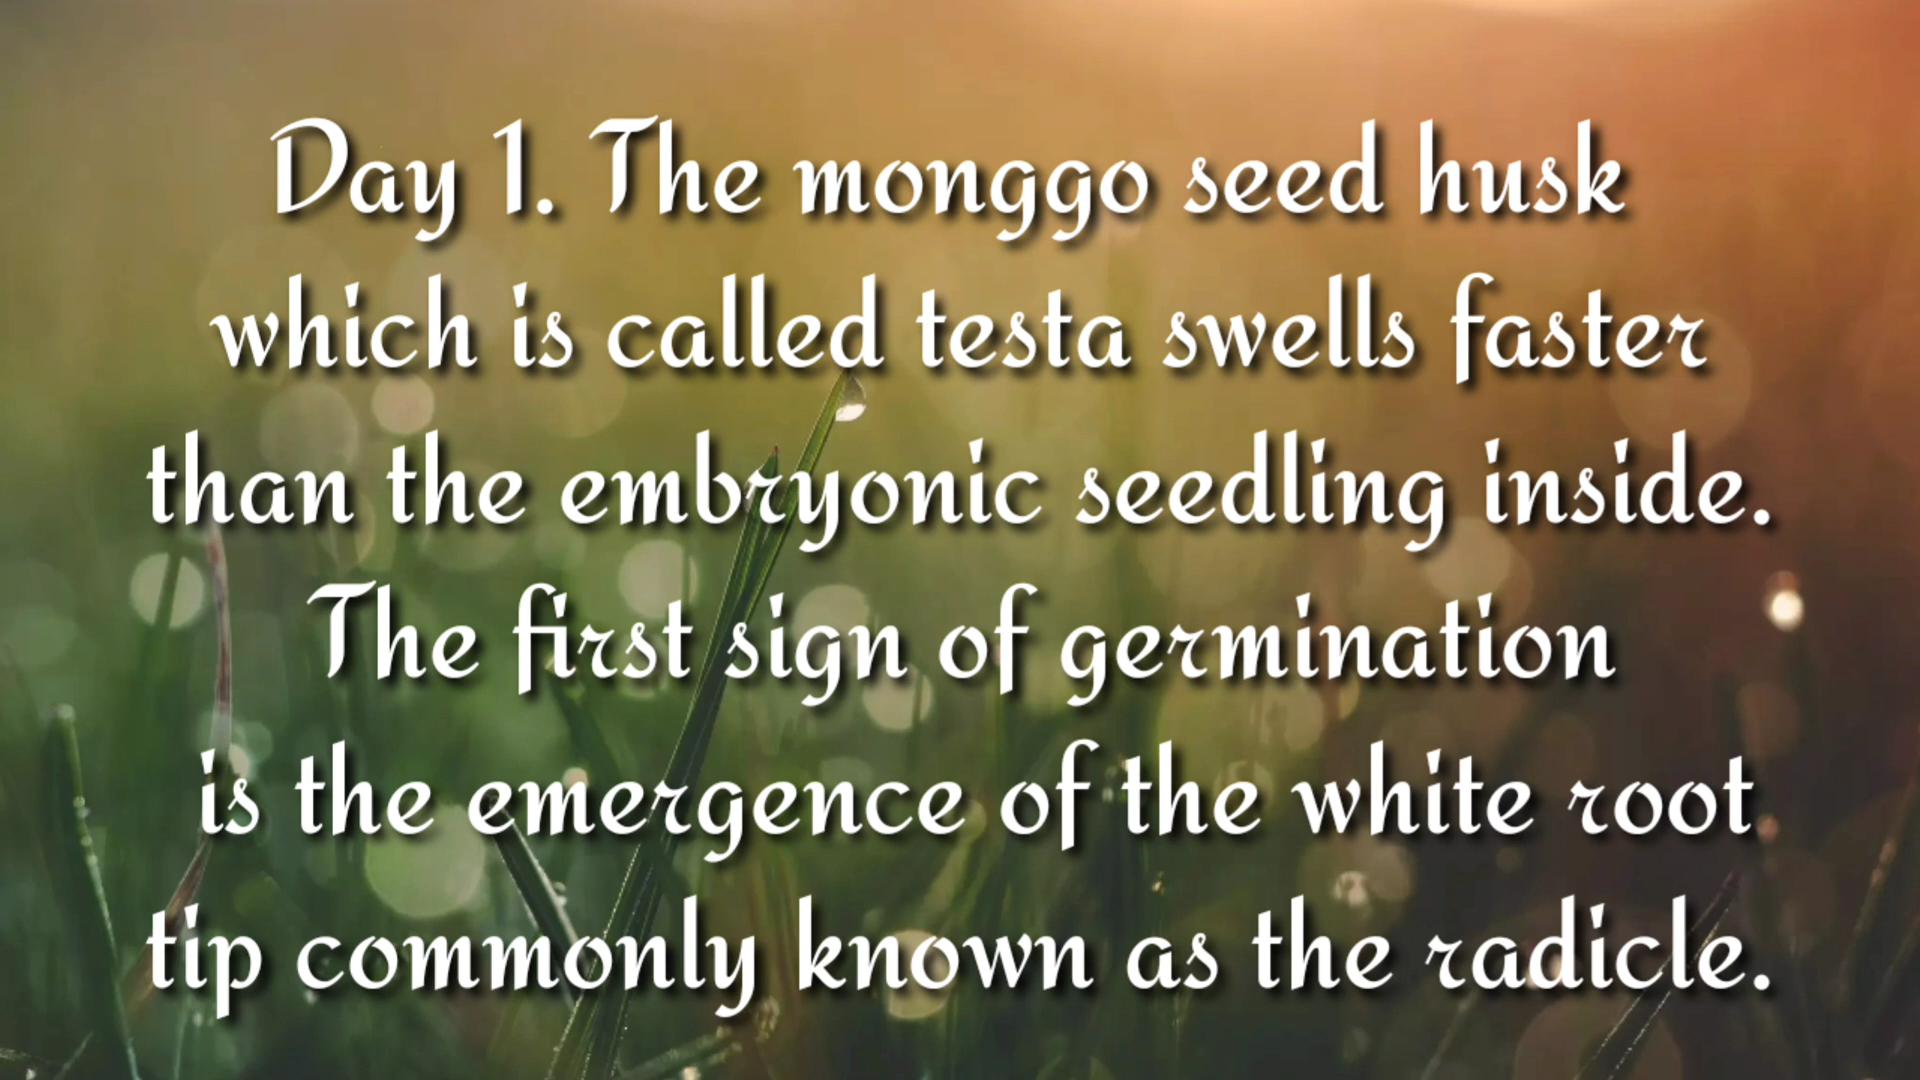 Day 1. The monggo seed husk
which is called testa swells faster
than the embryonic seedling inside.
The first sign of germination
is the emergence of the white root
tip commonly known as the radicle.